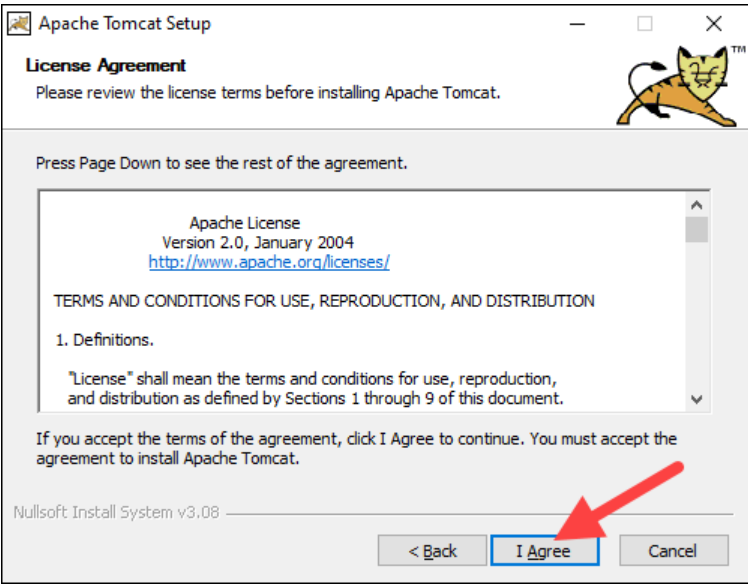 Apache Tomcat Setup
License Agreement
Please review the license terms before installing Apache Tomcat.
TM
Press Page Down to see the rest of the agreement.
Apache License
Version 2.0, January 2004
http://www.apache.org/licenses/
TERMS AND CONDITIONS FOR USE, REPRODUCTION, AND DISTRIBUTION
1. Definitions.
"License" shall mean the terms and conditions for use, reproduction,
and distribution as defined by Sections 1 through 9 of this document.
If you accept the terms of the agreement, click I Agree to continue. You must accept the
agreement to install Apache Tomcat.
Nullsoft Install System v3.08
< Back I Agree Cancel